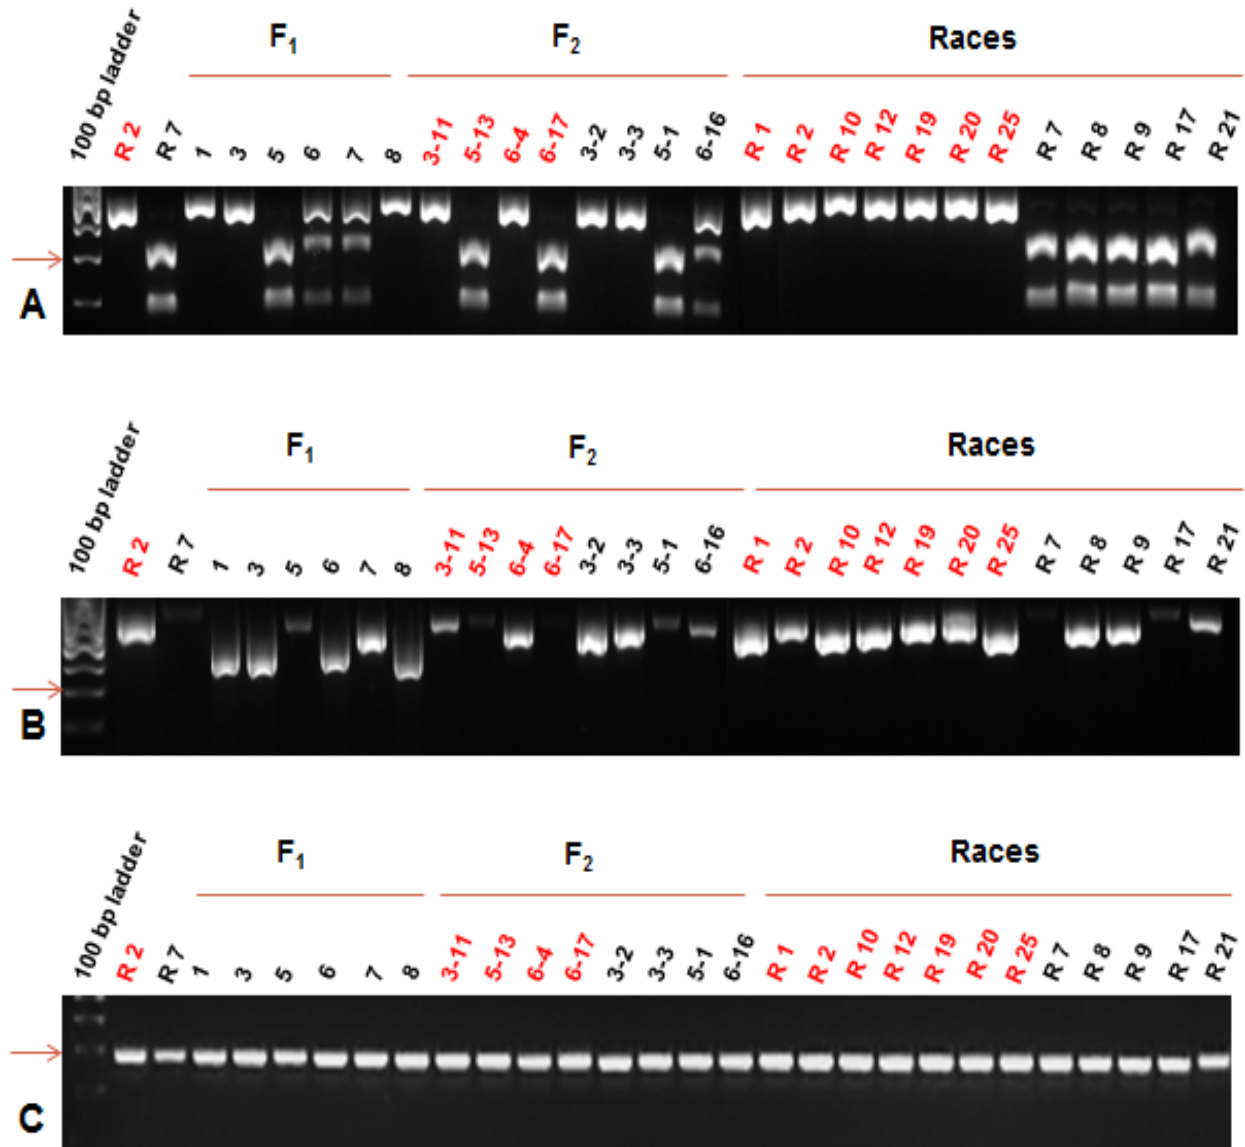 F1 F2 Races
100 bp ladder R 2 R 7 1 3 5 6 7 8 3-11 5-13 6-4 6-17 3-2 3-3 5-1 6-16 R 1 R 2 R 10 R 12 R 19 R 20 R 25 R 7 R 8 R 9 R 17 R 21
A
F1 F2 Races
100 bp ladder R 2 R 7 1 3 5 6 7 8 3-11 5-13 6-4 6-17 3-2 3-3 5-1 6-16 R 1 R 2 R 10 R 12 R 19 R 20 R 25 R 7 R 8 R 9 R 17 R 21
B
F1 F2 Races
100 bp ladder R 2 R 7 1 3 5 6 7 8 3-11 5-13 6-4 6-17 3-2 3-3 5-1 6-16 R 1 R 2 R 10 R 12 R 19 R 20 R 25 R 7 R 8 R 9 R 17 R 21
C